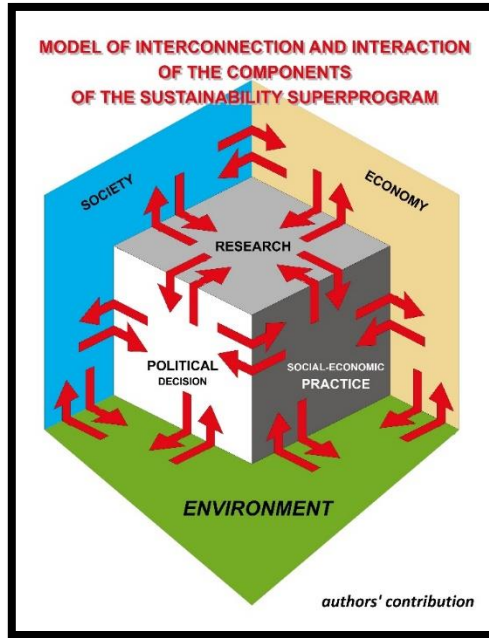 MODEL OF INTERCONNECTION AND INTERACTION
OF THE COMPONENTS
OF THE SUSTAINABILITY SUPERPROGRAM
SOCIETY
ECONOMY
RESEARCH
POLITICAL
DECISION
SOCIAL-ECONOMIC
PRACTICE
ENVIRONMENT
authors' contribution